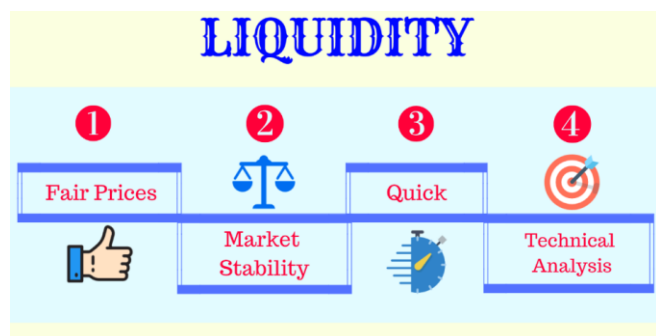 LIQUIDITY
1
2
3
4
Fair Prices
Market
Stability
Quick
Technical
Analysis